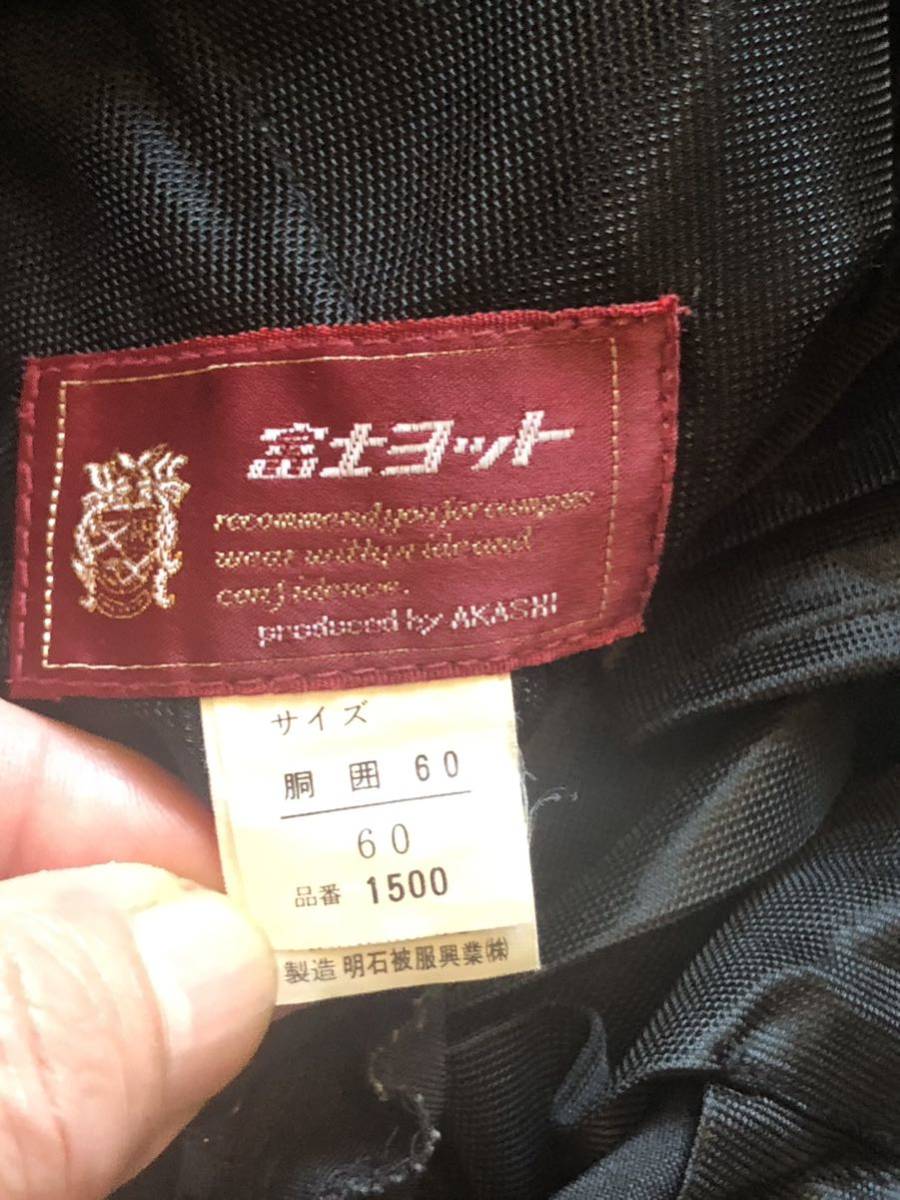 富士ヨット
recommend you for campus
wear with pride and
confidence.
produced by AKASHI
サイズ
胴囲 60
60
品番 1500
製造 明石被服興業㈱